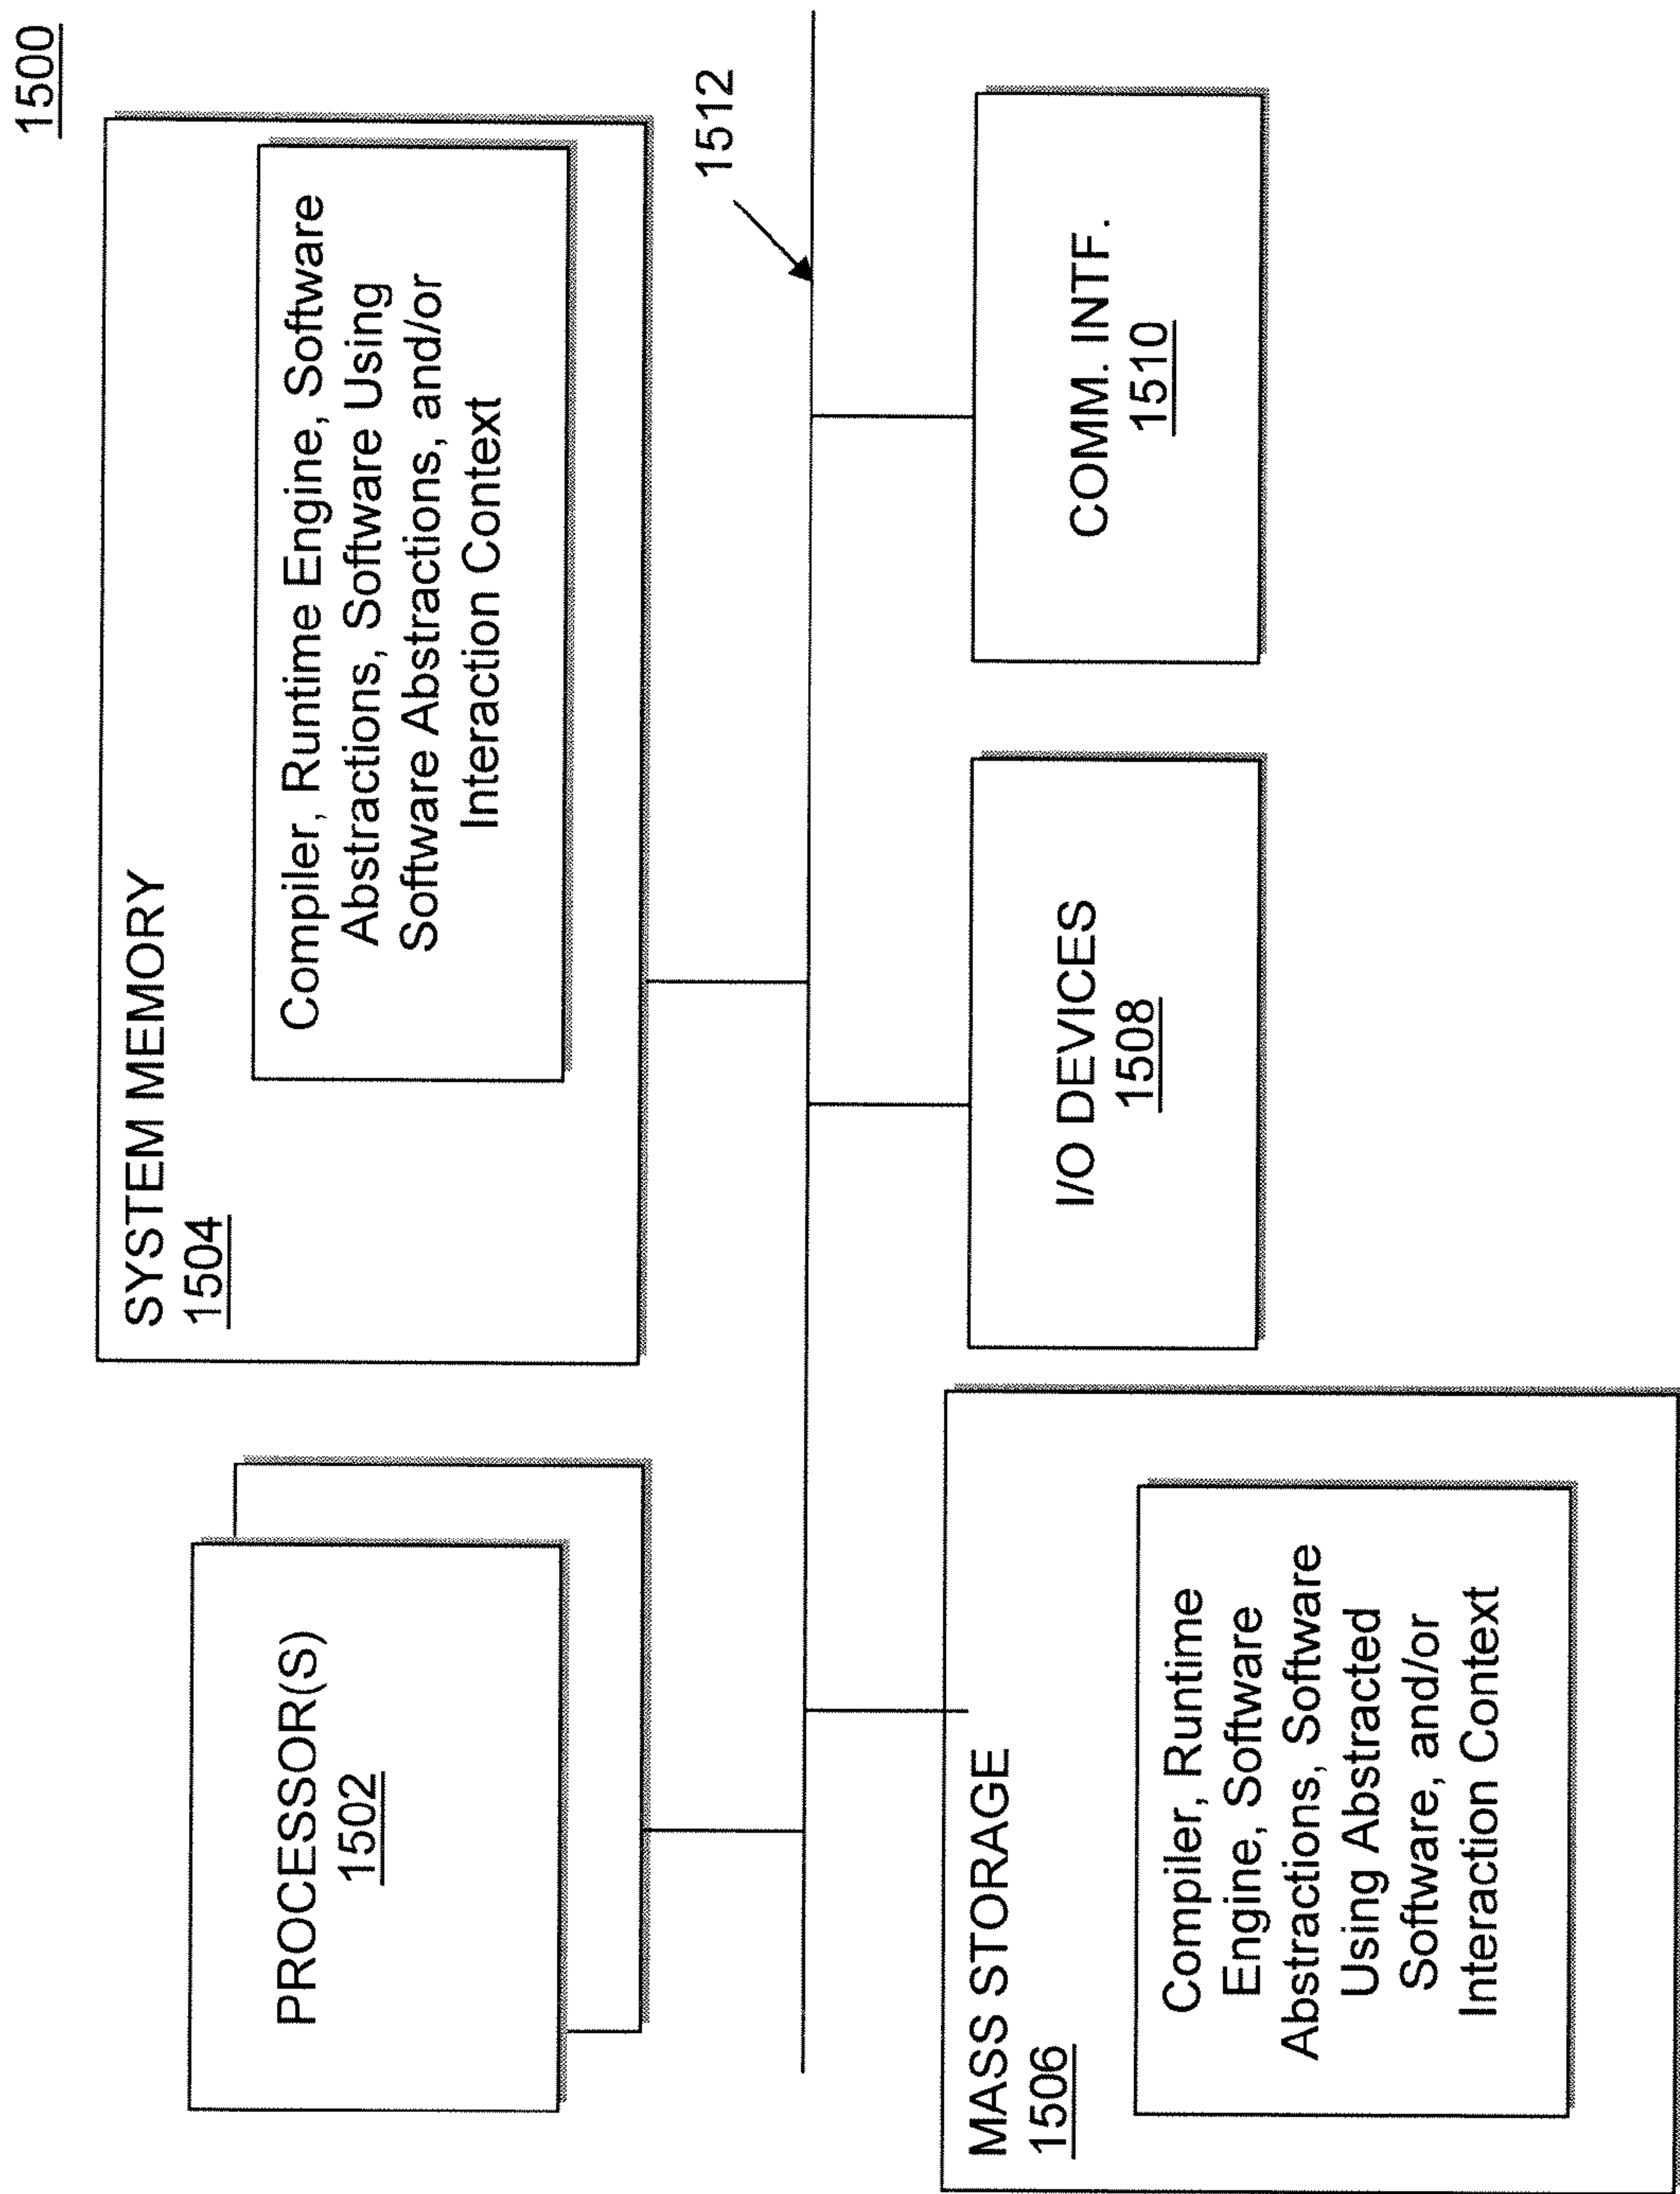 1500
PROCESSOR(S)
1502
SYSTEM MEMORY
1504
Compiler, Runtime Engine, Software
Abstractions, Software Using
Software Abstractions, and/or
Interaction Context
1512
MASS STORAGE
1506
Compiler, Runtime
Engine, Software
Abstractions, Software
Using Abstracted
Software, and/or
Interaction Context
I/O DEVICES
1508
COMM. INTF.
1510